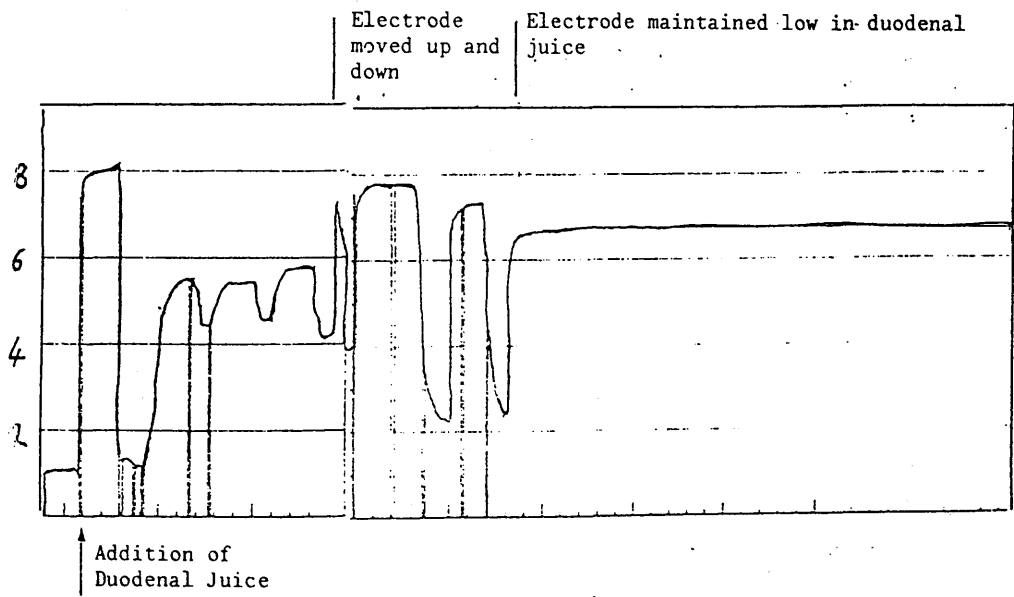 Electrode
moved up and
down
Electrode maintained low in duodenal
juice
8
6
4
2
Addition of
Duodenal Juice